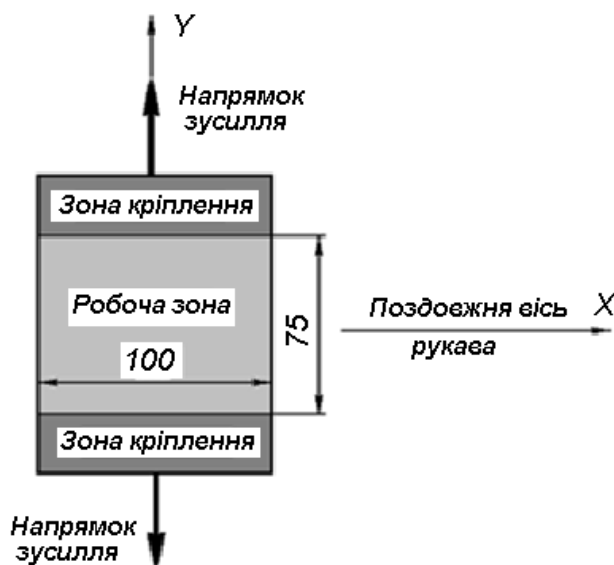 Y
Напрямок
зусилля
Зона кріплення
Робоча зона
100
75
Поздовжня вісь
рукава
X
Зона кріплення
Напрямок
зусилля